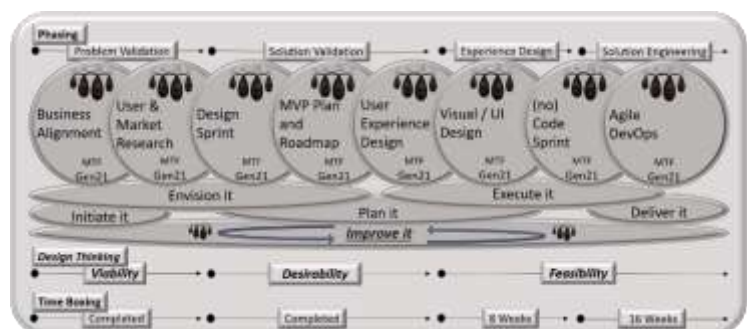 Phasing
Problem Validation
Solution Validation
Experience Design
Solution Engineering
Business
Alignment
MTF
Gen21
User &
Market
Research
MTF
Gen21
Design
Sprint
MTF
Gen21
MVP Plan
and
Roadmap
MTF
Gen21
User
Experience
Design
MTF
Gen21
Visual / UI
Design
MTF
Gen21
(no)
Code
Sprint
MTF
Gen21
Agile
DevOps
MTF
Gen21
Envision it
Execute it
Initiate it
Plan it
Deliver it
Improve it
Design Thinking
Viability
Desirability
Feasibility
Time Boxing
Completed
Completed
8 Weeks
16 Weeks